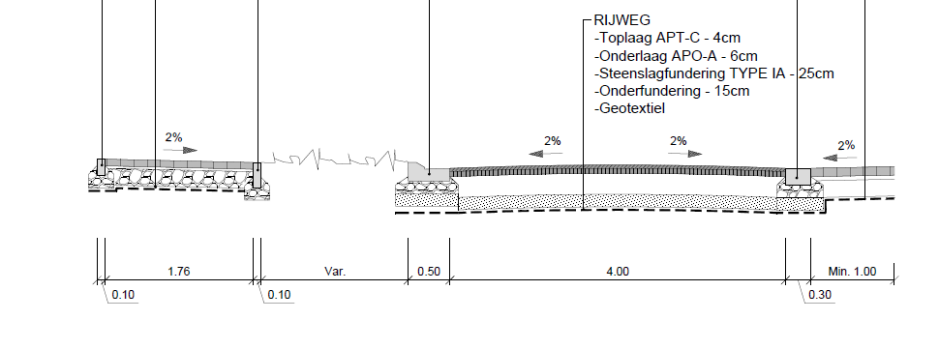 RIJWEG
-Toplaag APT-C - 4cm
-Onderlaag APO-A - 6cm
-Steenslagfundering TYPE IA - 25cm
-Onderfundering - 15cm
-Geotextiel
2%
2%
2%
2%
1.76
Var.
0.50
4.00
Min. 1.00
0.10
0.10
0.30